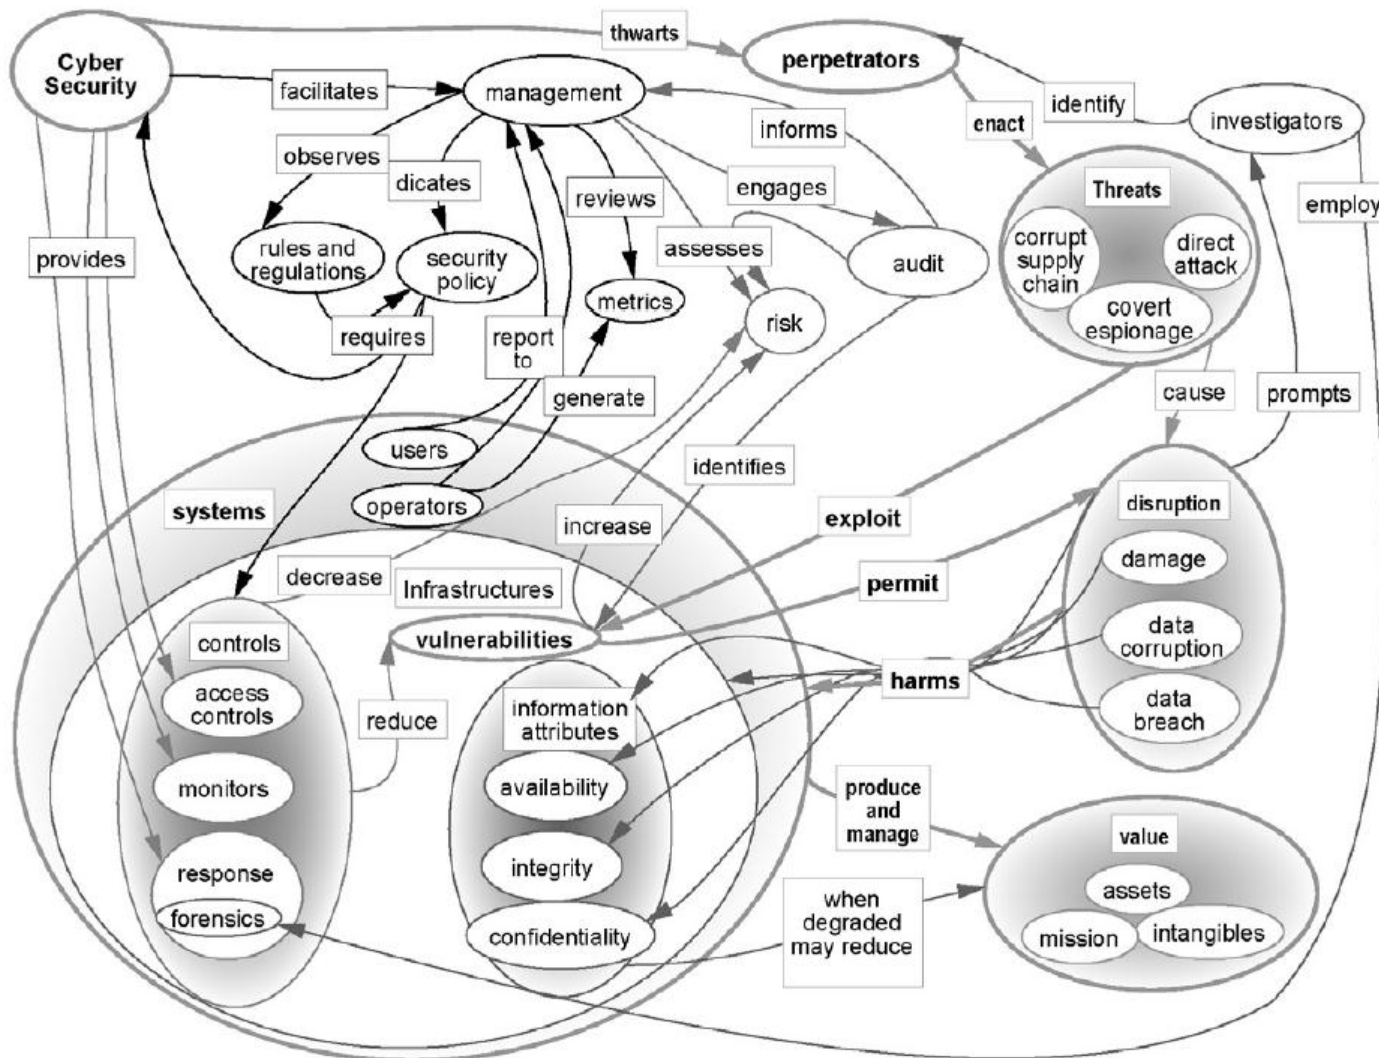 Cyber
Security
thwarts
perpetrators
facilitates
management
identify
investigators
informs
enact
observes
dicates
reviews
engages
Threats
employ
provides
rules and
regulations
security
policy
metrics
assesses
audit
corrupt
supply
chain
direct
attack
covert
espionage
risk
requires
report
to
generate
cause
prompts
users
operators
systems
identifies
increase
exploit
disruption
decrease
Infrastructures
permit
damage
controls
vulnerabilities
data
corruption
access
controls
reduce
information
attributes
harms
data
breach
monitors
availability
produce
and
manage
value
response
forensics
integrity
confidentiality
when
degraded
may reduce
assets
mission
intangibles